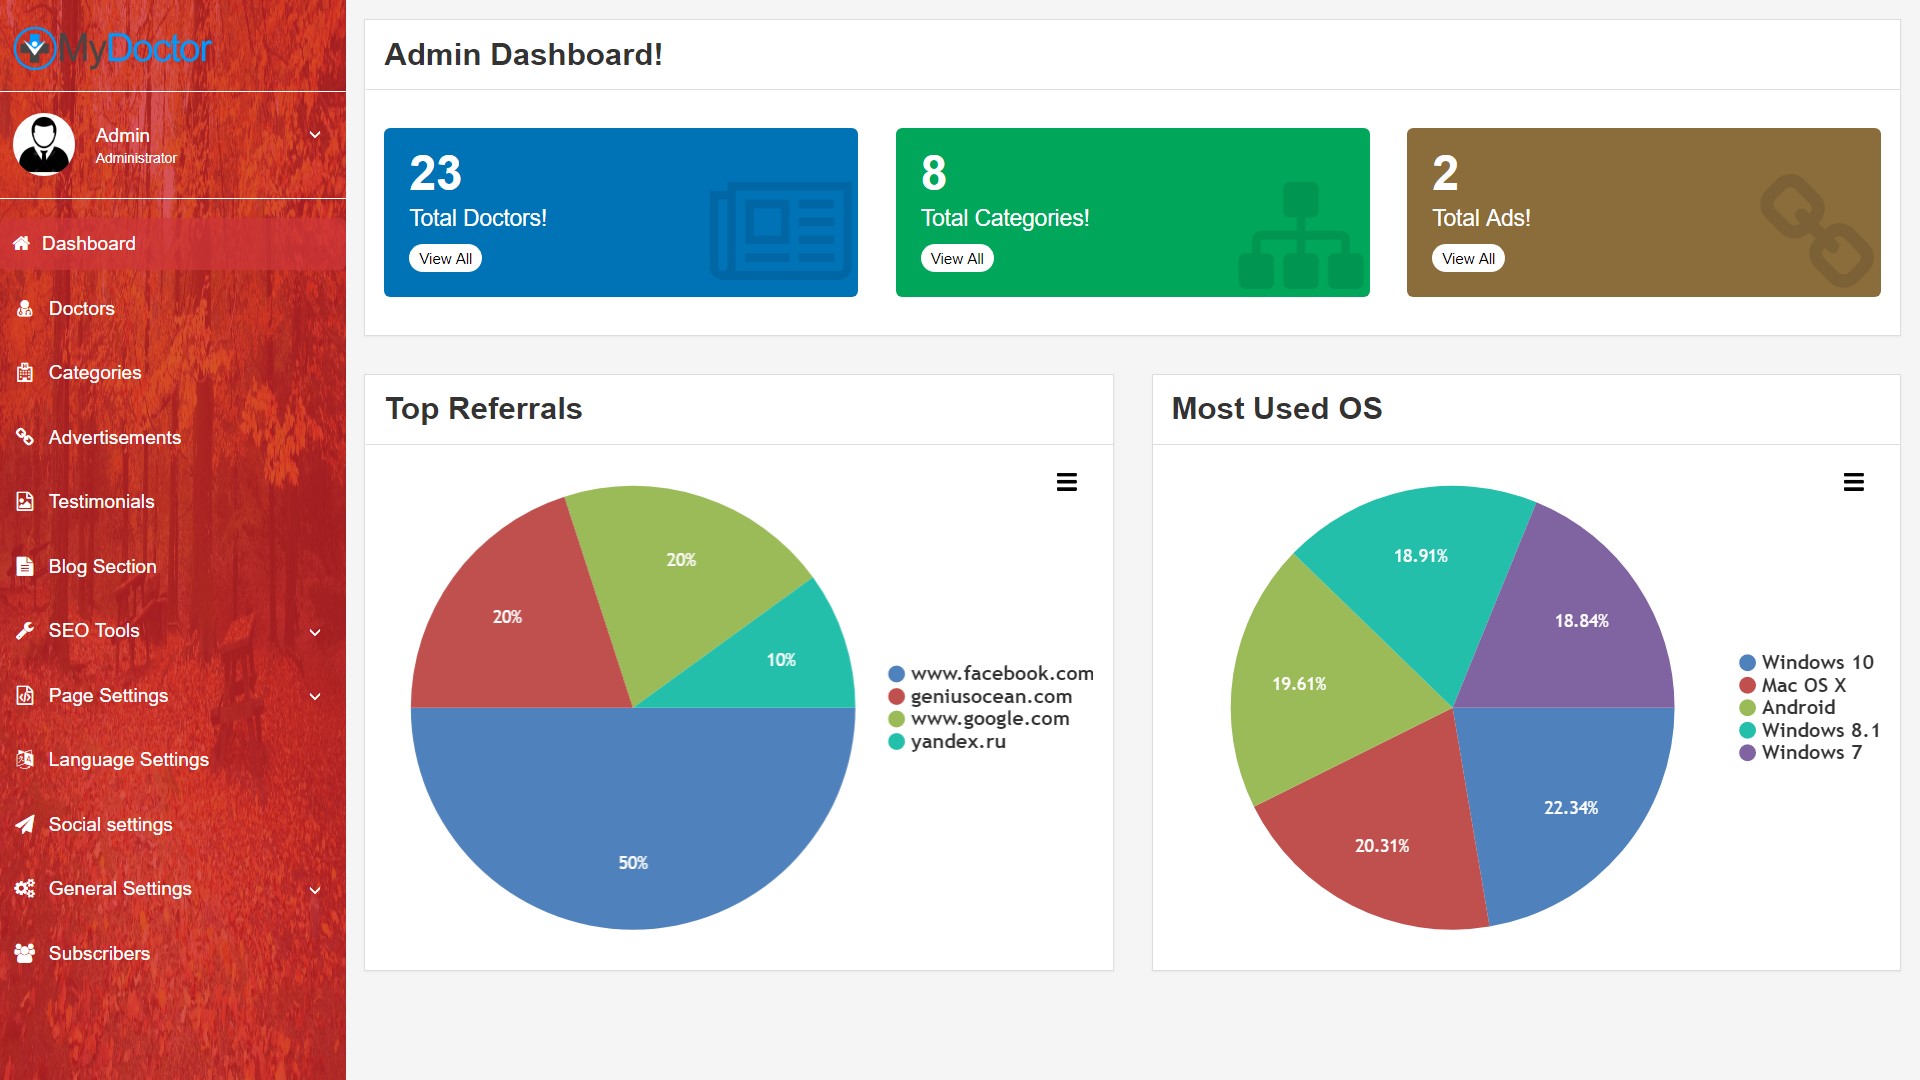 MyDoctor
Admin
Administrator
Dashboard
Doctors
Categories
Advertisements
Testimonials
Blog Section
SEO Tools
Page Settings
Language Settings
Social settings
General Settings
Subscribers
Admin Dashboard!
23
Total Doctors!
View All
8
Total Categories!
View All
2
Total Ads!
View All
Top Referrals
20%
20%
10%
50%
www.facebook.com
geniusocean.com
www.google.com
yandex.ru
Most Used OS
18.91%
18.84%
19.61%
22.34%
20.31%
Windows 10
Mac OS X
Android
Windows 8.1
Windows 7